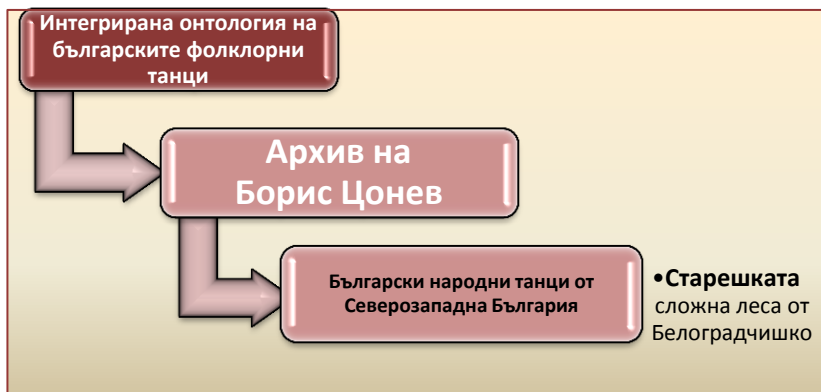 Интегрирана онтология на
българските фолклорни
танци
Архив на
Борис Цонев
Български народни танци от
Северозападна България
•Старешката
сложна леса от
Белоградчишко